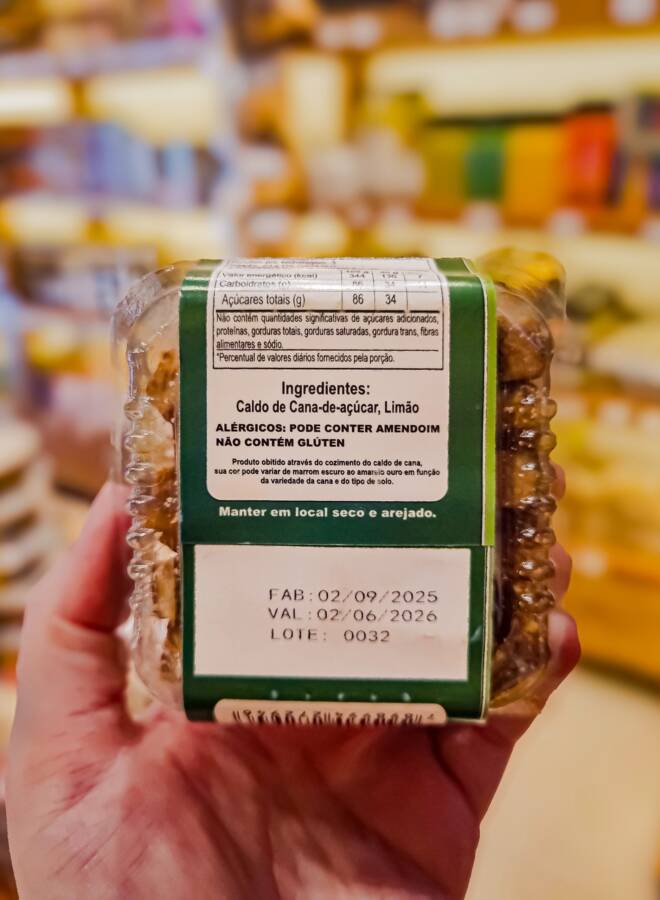 Valor energético (kcal) 344
Carboidratos (g) 86 34
Açúcares totais (g) 86 34
Não contém quantidades significativas de açúcares adicionados,
proteínas, gorduras totais, gorduras saturadas, gordura trans, fibras
alimentares e sódio.
*Percentual de valores diários fornecidos pela porção.
Ingredientes:
Caldo de Cana-de-açúcar, Limão
ALÉRGICOS: PODE CONTER AMENDOIM
NÃO CONTÉM GLÚTEN
Produto obitido através do cozimento do caldo de cana,
sua cor pode variar de marrom escuro ao amarelo ouro em função
da variedade da cana e do tipo de solo.
Manter em local seco e arejado.
FAB:02/09/2025
VAL:02/06/2026
LOTE: 0032